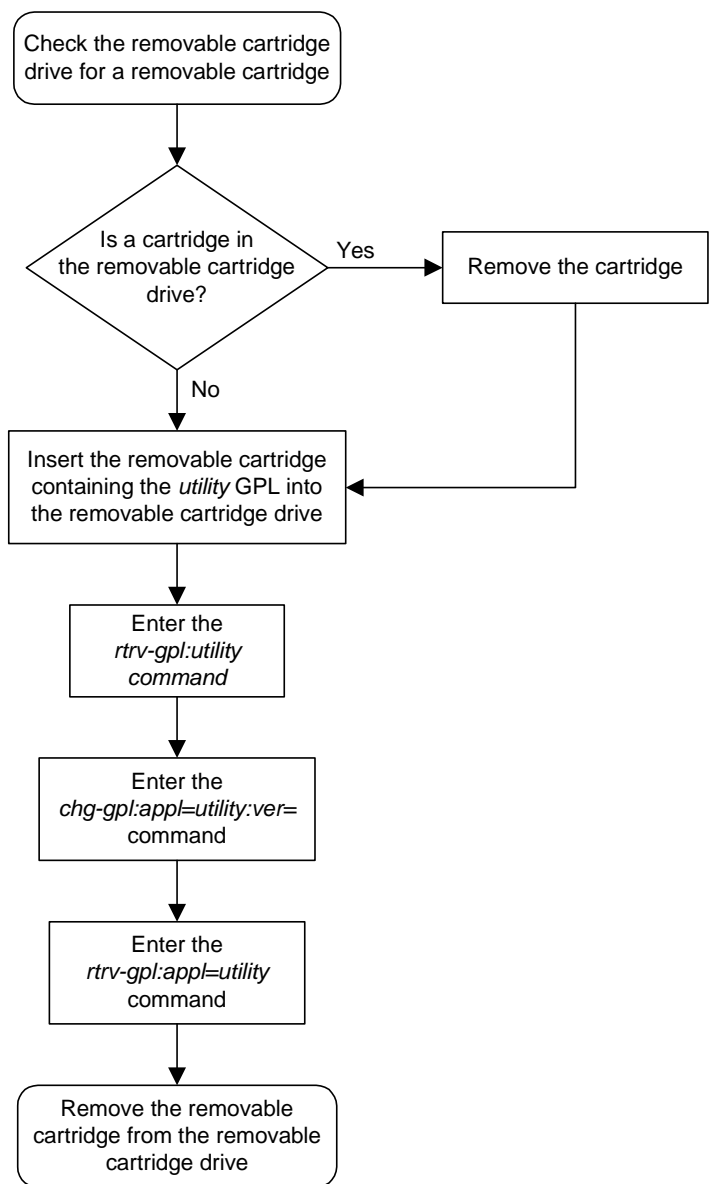 Check the removable cartridge
drive for a removable cartridge
Is a cartridge in
the removable cartridge
drive?
Yes
Remove the cartridge
No
Insert the removable cartridge
containing the utility GPL into
the removable cartridge drive
Enter the
rtrv-gpl:utility
command
Enter the
chg-gpl:appl=utility:ver=
command
Enter the
rtrv-gpl:appl=utility
command
Remove the removable
cartridge from the removable
cartridge drive